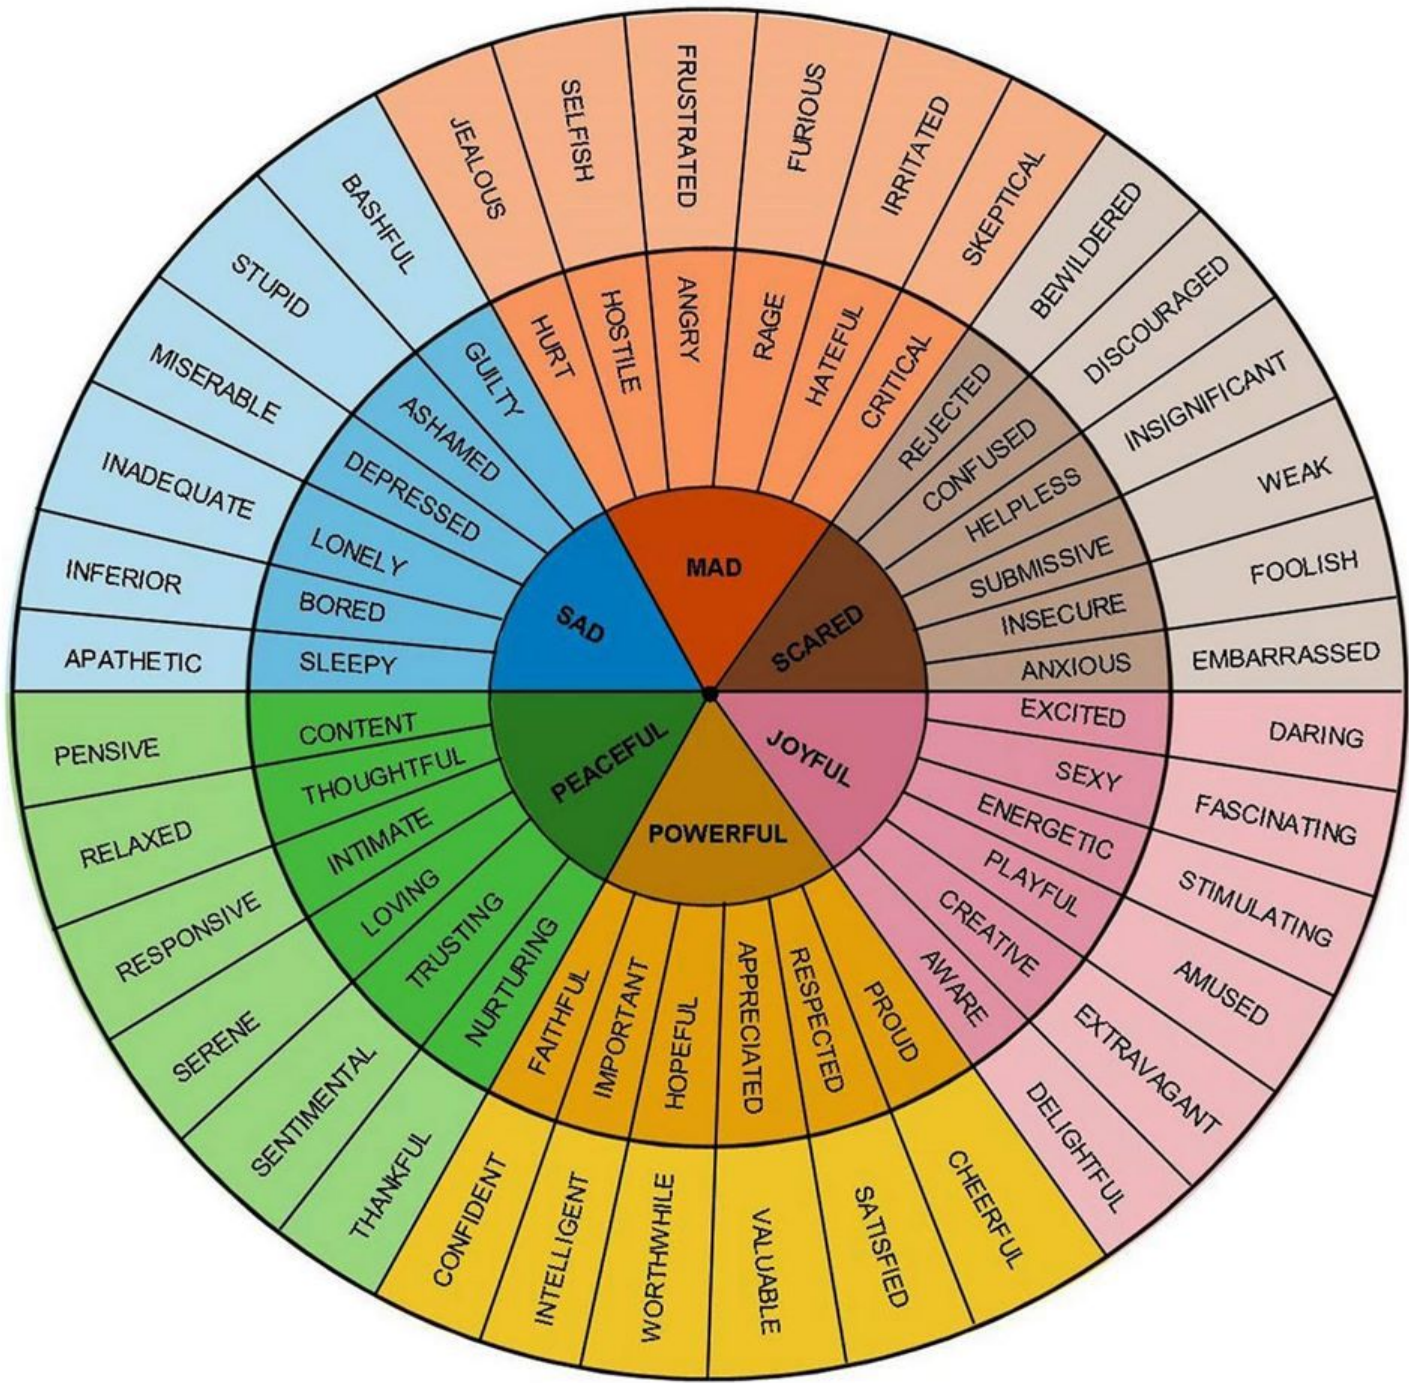 MAD
SCARED
JOYFUL
POWERFUL
PEACEFUL
SAD
HURT
HOSTILE
ANGRY
RAGE
HATEFUL
CRITICAL
REJECTED
CONFUSED
HELPLESS
SUBMISSIVE
INSECURE
ANXIOUS
EXCITED
SEXY
ENERGETIC
PLAYFUL
CREATIVE
AWARE
PROUD
RESPECTED
APPRECIATED
HOPEFUL
IMPORTANT
FAITHFUL
NURTURING
TRUSTING
LOVING
INTIMATE
THOUGHTFUL
CONTENT
SLEEPY
BORED
LONELY
DEPRESSED
ASHAMED
GUILTY
JEALOUS
SELFISH
FRUSTRATED
FURIOUS
IRRITATED
SKEPTICAL
BEWILDERED
DISCOURAGED
INSIGNIFICANT
WEAK
FOOLISH
EMBARRASSED
DARING
FASCINATING
STIMULATING
AMUSED
EXTRAVAGANT
DELIGHTFUL
CHEERFUL
SATISFIED
VALUABLE
WORTHWHILE
INTELLIGENT
CONFIDENT
THANKFUL
SENTIMENTAL
SERENE
RESPONSIVE
RELAXED
PENSIVE
APATHETIC
INFERIOR
INADEQUATE
MISERABLE
STUPID
BASHFUL